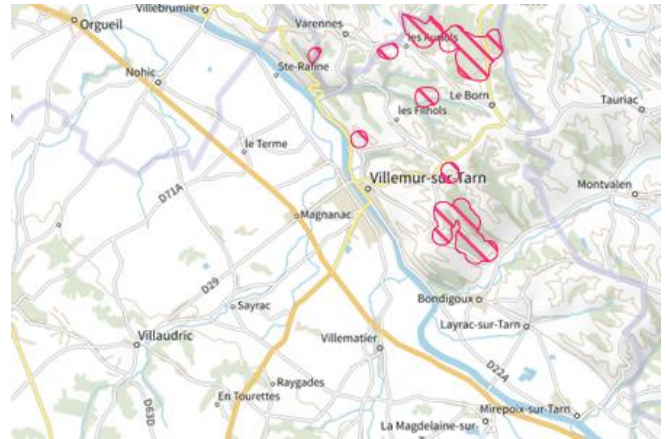 Villebrumier
Orgueil
Varennes
les Auriols
Ste-Rafine
Nohic
Le Born
Tauriac
les Filhols
le Terme
Villemur-sur-Tarn
Montvalen
D71A
Magnanac
D29
Bondigoux
Sayrac
Layrac-sur-Tarn
Villaudric
Villematier
D22A
Raygades
En Tourettes
D63D
Mirepoix-sur-Tarn
La Magdelaine-sur-